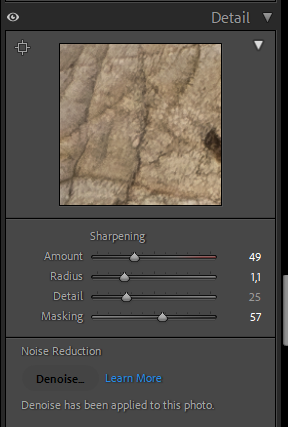 Detail
Sharpening
Amount 49
Radius 1,1
Detail 25
Masking 57
Noise Reduction
Denoise... Learn More
Denoise has been applied to this photo.